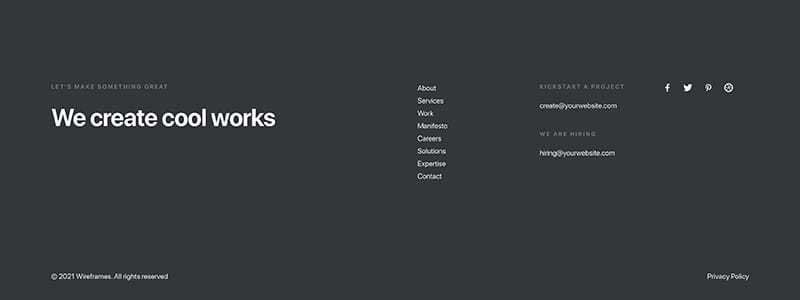 LET'S MAKE SOMETHING GREAT
We create cool works
About
Services
Work
Manifesto
Careers
Solutions
Expertise
Contact
KICKSTART A PROJECT
create@yourwebsite.com
WE ARE HIRING
hiring@yourwebsite.com
© 2021 Wireframes. All rights reserved
Privacy Policy